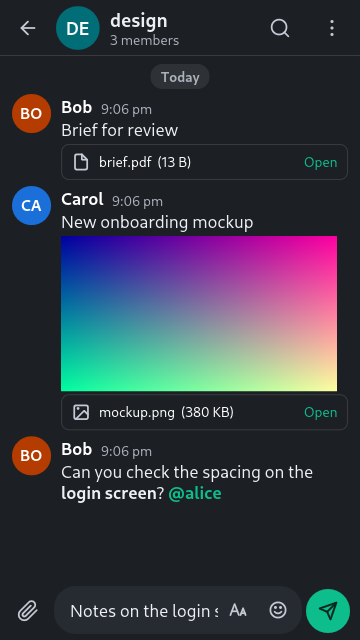 DE
design
3 members
Today
BO
Bob 9:06 pm
Brief for review
brief.pdf (13 B) Open
CA
Carol 9:06 pm
New onboarding mockup
mockup.png (380 KB) Open
BO
Bob 9:06 pm
Can you check the spacing on the
login screen? @alice
Notes on the login
AA